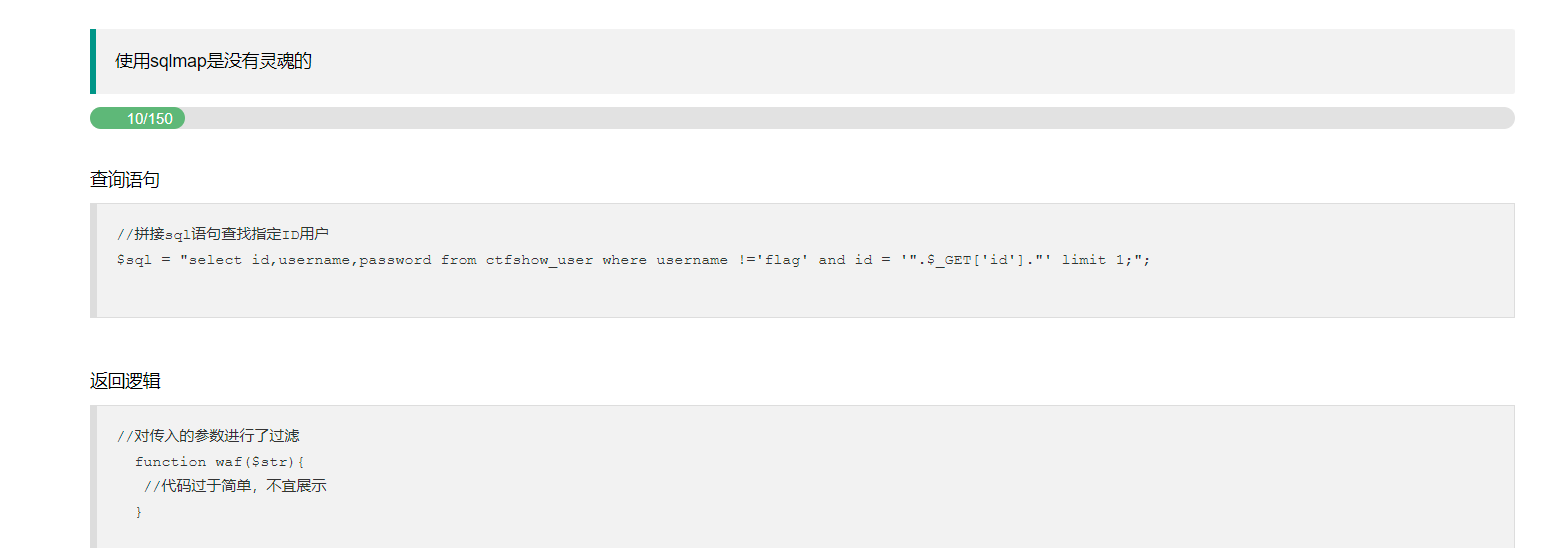 使用sqlmap是没有灵魂的
10/150
查询语句
//拼接sql语句查找指定ID用户
$sql = "select id,username,password from ctfshow_user where username !='flag' and id = '".$_GET['id']."' limit 1;";
返回逻辑
//对传入的参数进行了过滤
function waf($str){
//代码过于简单，不宜展示
}